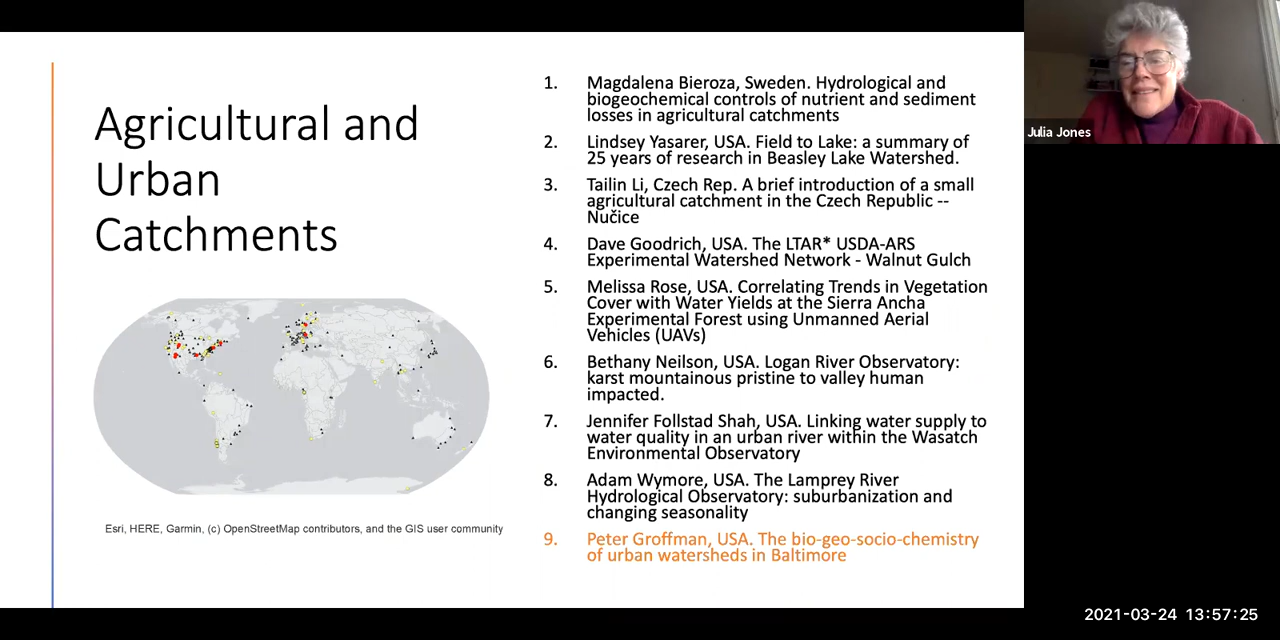 Agricultural and
Urban
Catchments
Esri, HERE, Garmin, (c) OpenStreetMap contributors, and the GIS user community
1. Magdalena Bieroza, Sweden. Hydrological and
biogeochemical controls of nutrient and sediment
losses in agricultural catchments
2. Lindsey Yasarer, USA. Field to Lake: a summary of
25 years of research in Beasley Lake Watershed.
3. Tailin Li, Czech Rep. A brief introduction of a small
agricultural catchment in the Czech Republic --
Nučice
4. Dave Goodrich, USA. The LTAR* USDA-ARS
Experimental Watershed Network - Walnut Gulch
5. Melissa Rose, USA. Correlating Trends in Vegetation
Cover with Water Yields at the Sierra Ancha
Experimental Forest using Unmanned Aerial
Vehicles (UAVs)
6. Bethany Neilson, USA. Logan River Observatory:
karst mountainous pristine to valley human
impacted.
7. Jennifer Follstad Shah, USA. Linking water supply to
water quality in an urban river within the Wasatch
Environmental Observatory
8. Adam Wymore, USA. The Lamprey River
Hydrological Observatory: suburbanization and
changing seasonality
9. Peter Groffman, USA. The bio-geo-socio-chemistry
of urban watersheds in Baltimore
Julia Jones
2021-03-24 13:57:25